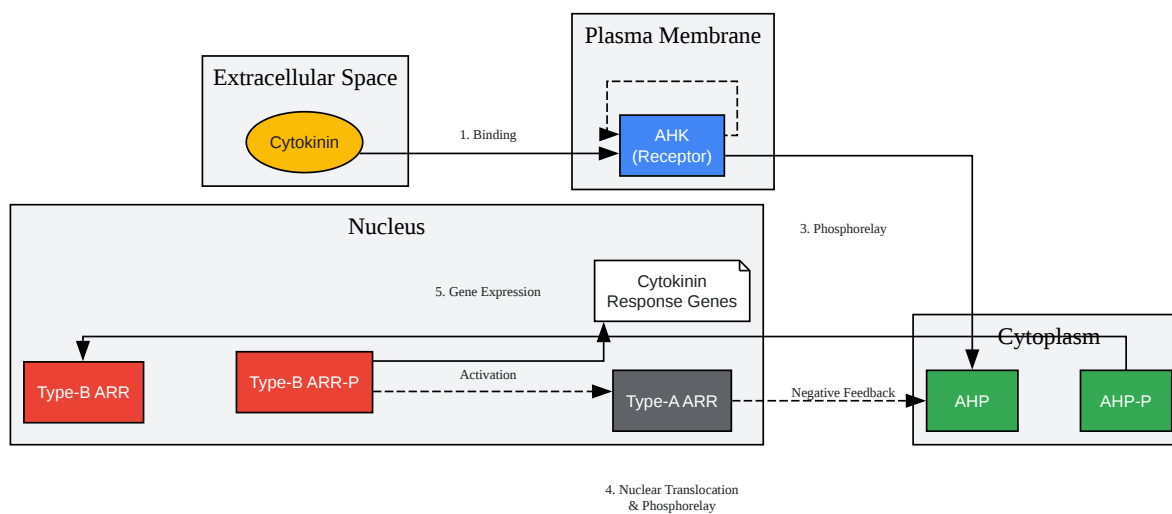 Plasma Membrane
Extracellular Space
Cytokinin
1. Binding
AHK
(Receptor)
Nucleus
3. Phosphorelay
Cytokinin
Response Genes
5. Gene Expression
Cytoplasm
Type-B ARR
Type-B ARR-P
Activation
Type-A ARR
Negative Feedback
AHP
AHP-P
4. Nuclear Translocation
& Phosphorelay